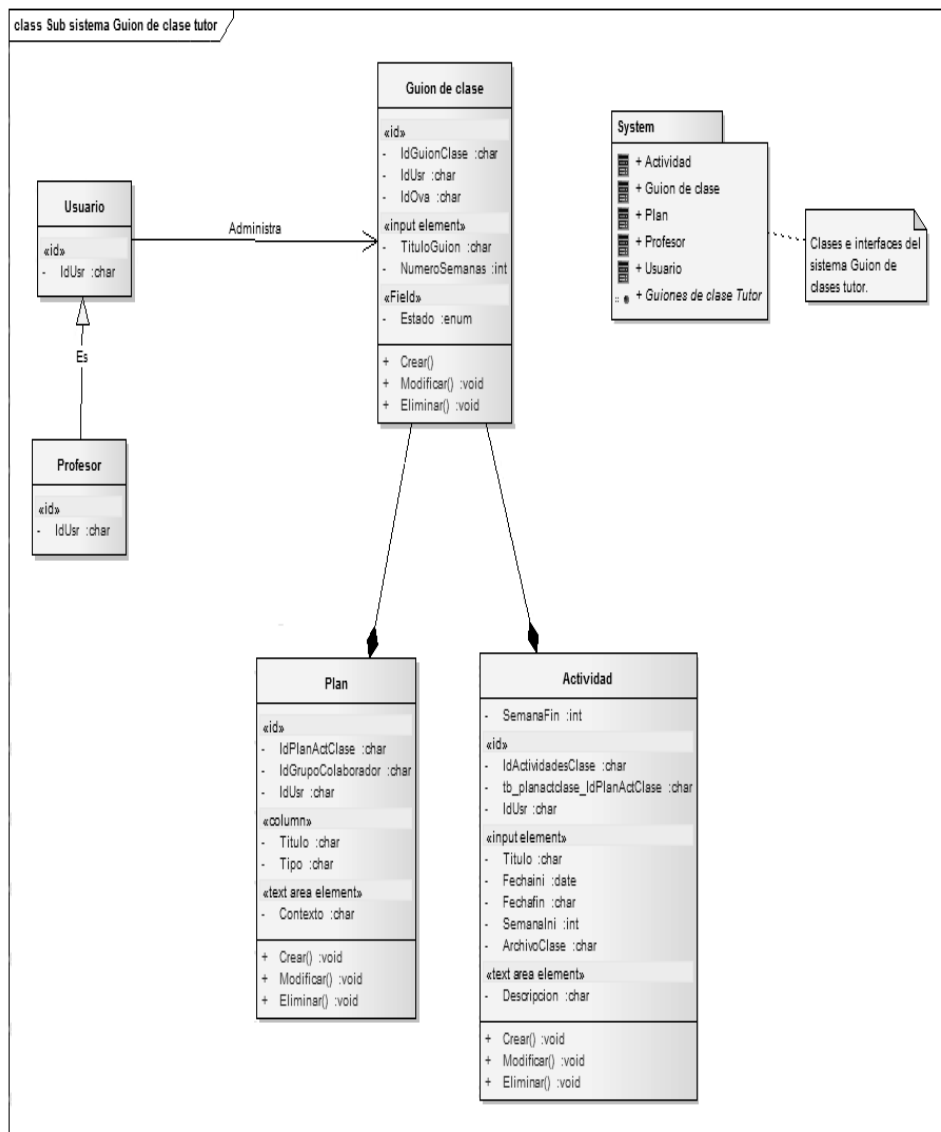 class Sub sistema Guion de clase tutor
Guion de clase
«id»
- IdGuionClase :char
- IdUsr :char
- IdOva :char
«input element»
- TituloGuion :char
- NumeroSemanas :int
«Field»
- Estado :enum
+ Crear()
+ Modificar() :void
+ Eliminar() :void
System
+ Actividad
+ Guion de clase
+ Plan
+ Profesor
+ Usuario
+ Guiones de clase Tutor
Clases e interfaces del
sistema Guion de
clases tutor.
Usuario
«id»
- IdUsr :char
Administra
Es
Profesor
«id»
- IdUsr :char
Plan
«id»
- IdPlanActClase :char
- IdGrupoColaborador :char
- IdUsr :char
«column»
- Titulo :char
- Tipo :char
«text area element»
- Contexto :char
+ Crear() :void
+ Modificar() :void
+ Eliminar() :void
Actividad
- SemanaFin :int
«id»
- IdActividadesClase :char
- tb_planactclase_IdPlanActClase :char
- IdUsr :char
«input element»
- Titulo :char
- Fechaini :date
- Fechafin :char
- SemanaIni :int
- ArchivoClase :char
«text area element»
- Descripcion :char
+ Crear() :void
+ Modificar() :void
+ Eliminar() :void